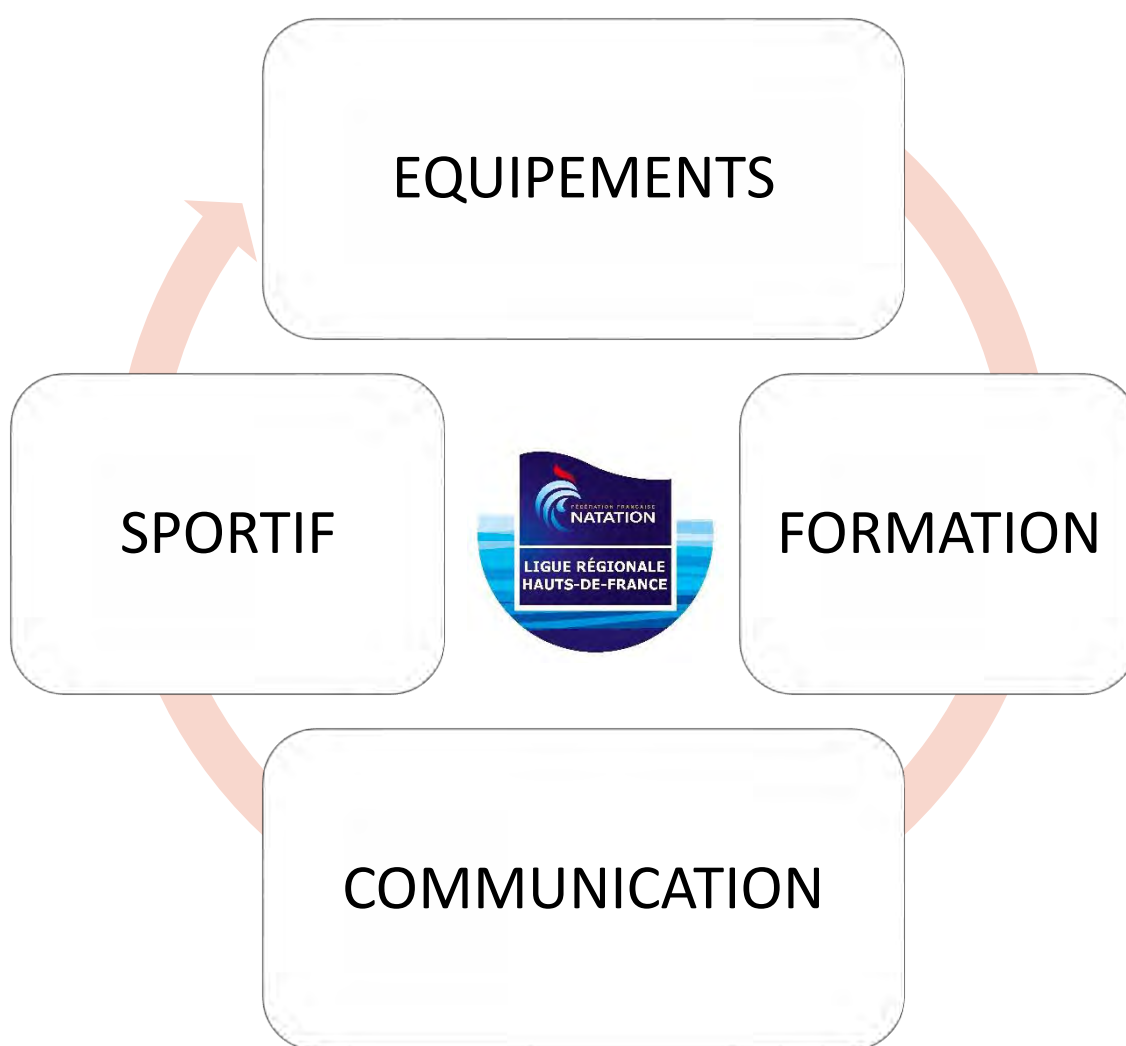 EQUIPEMENTS
SPORTIF
FÉDÉRATION FRANÇAISE
NATATION
LIGUE RÉGIONALE
HAUTS-DE-FRANCE
FORMATION
COMMUNICATION